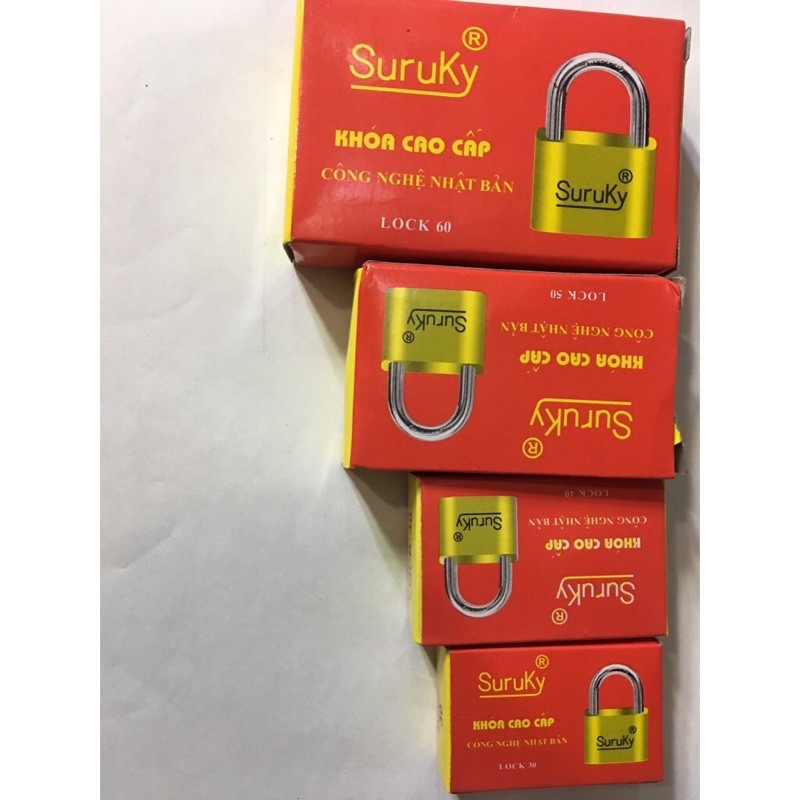 SuruKy®
KHÓA CAO CẤP
CÔNG NGHỆ NHẬT BẢN
LOCK 60
SuruKy®
SuruKy®
KHÓA CAO CẤP
CÔNG NGHỆ NHẬT BẢN
LOCK 50
SuruKy®
SuruKy®
KHÓA CAO CẤP
CÔNG NGHỆ NHẬT BẢN
LOCK 40
SuruKy®
SuruKy®
KHÓA CAO CẤP
CÔNG NGHỆ NHẬT BẢN
LOCK 30
SuruKy